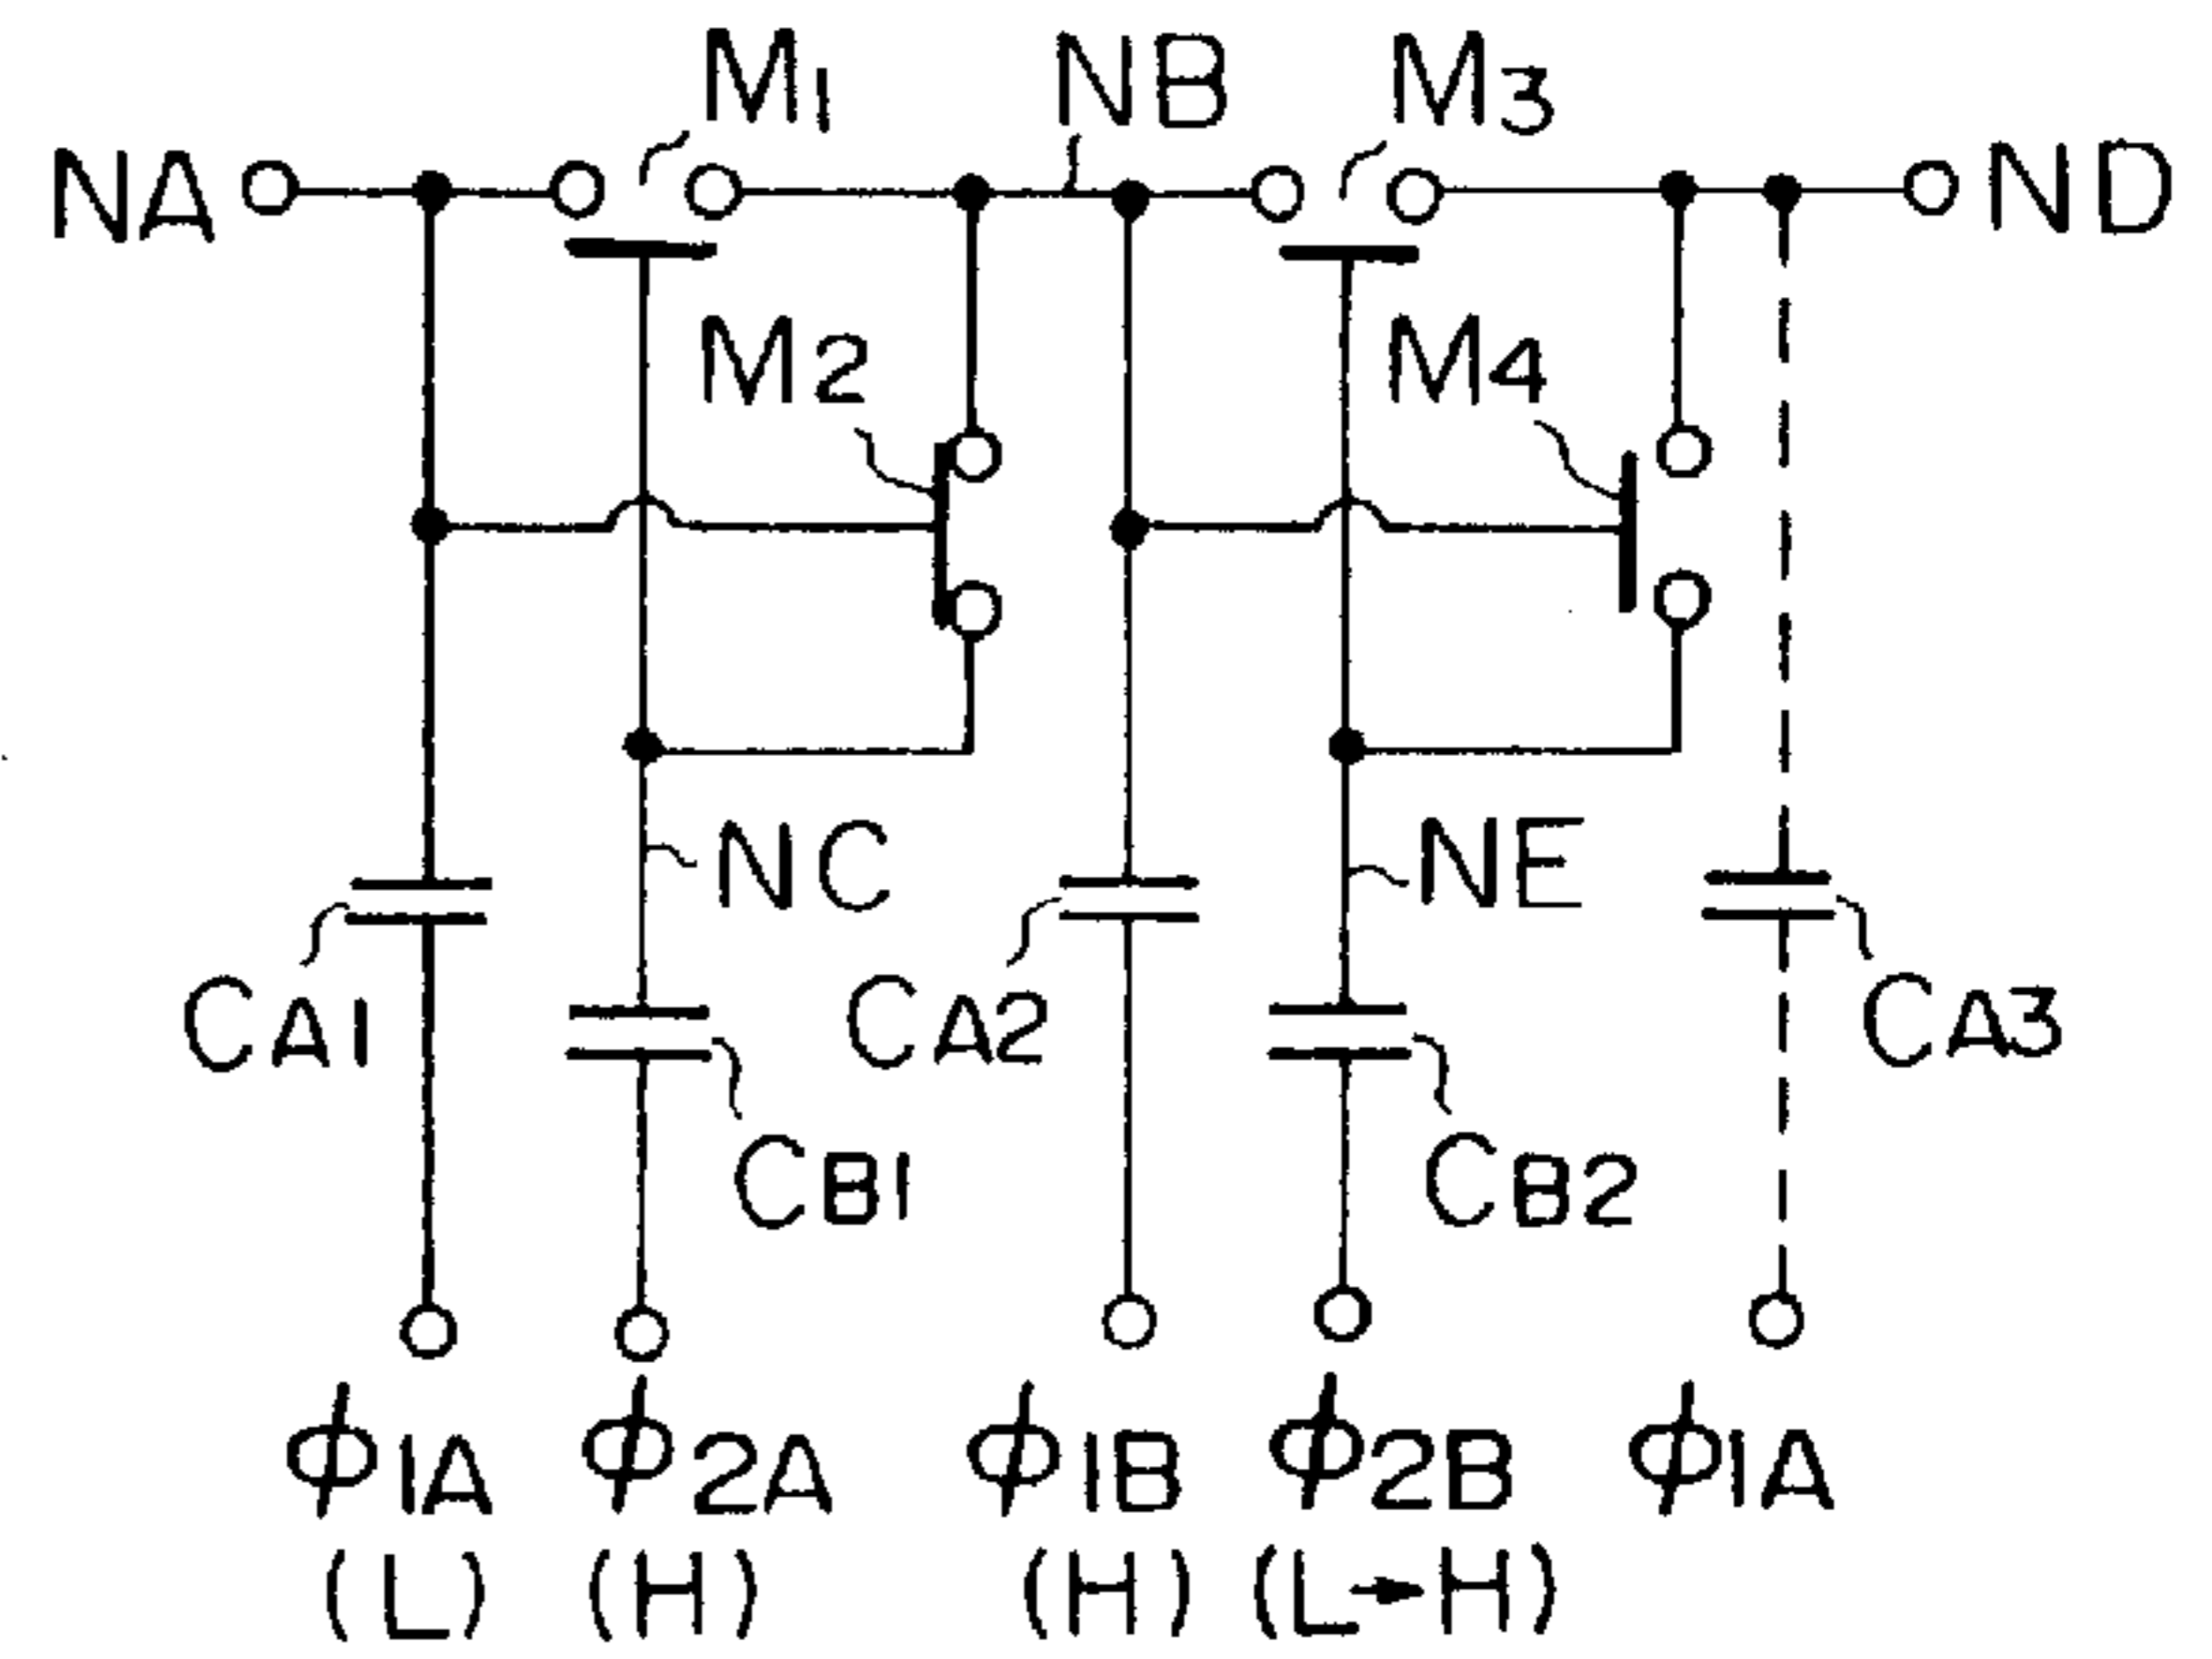 NA M1 NB M3 ND
M2 M4
NC NE
CA1 CA2 CA3
CB1 CB2
ϕ1A ϕ2A ϕ1B ϕ2B ϕ1A
(L) (H) (H) (L→H)